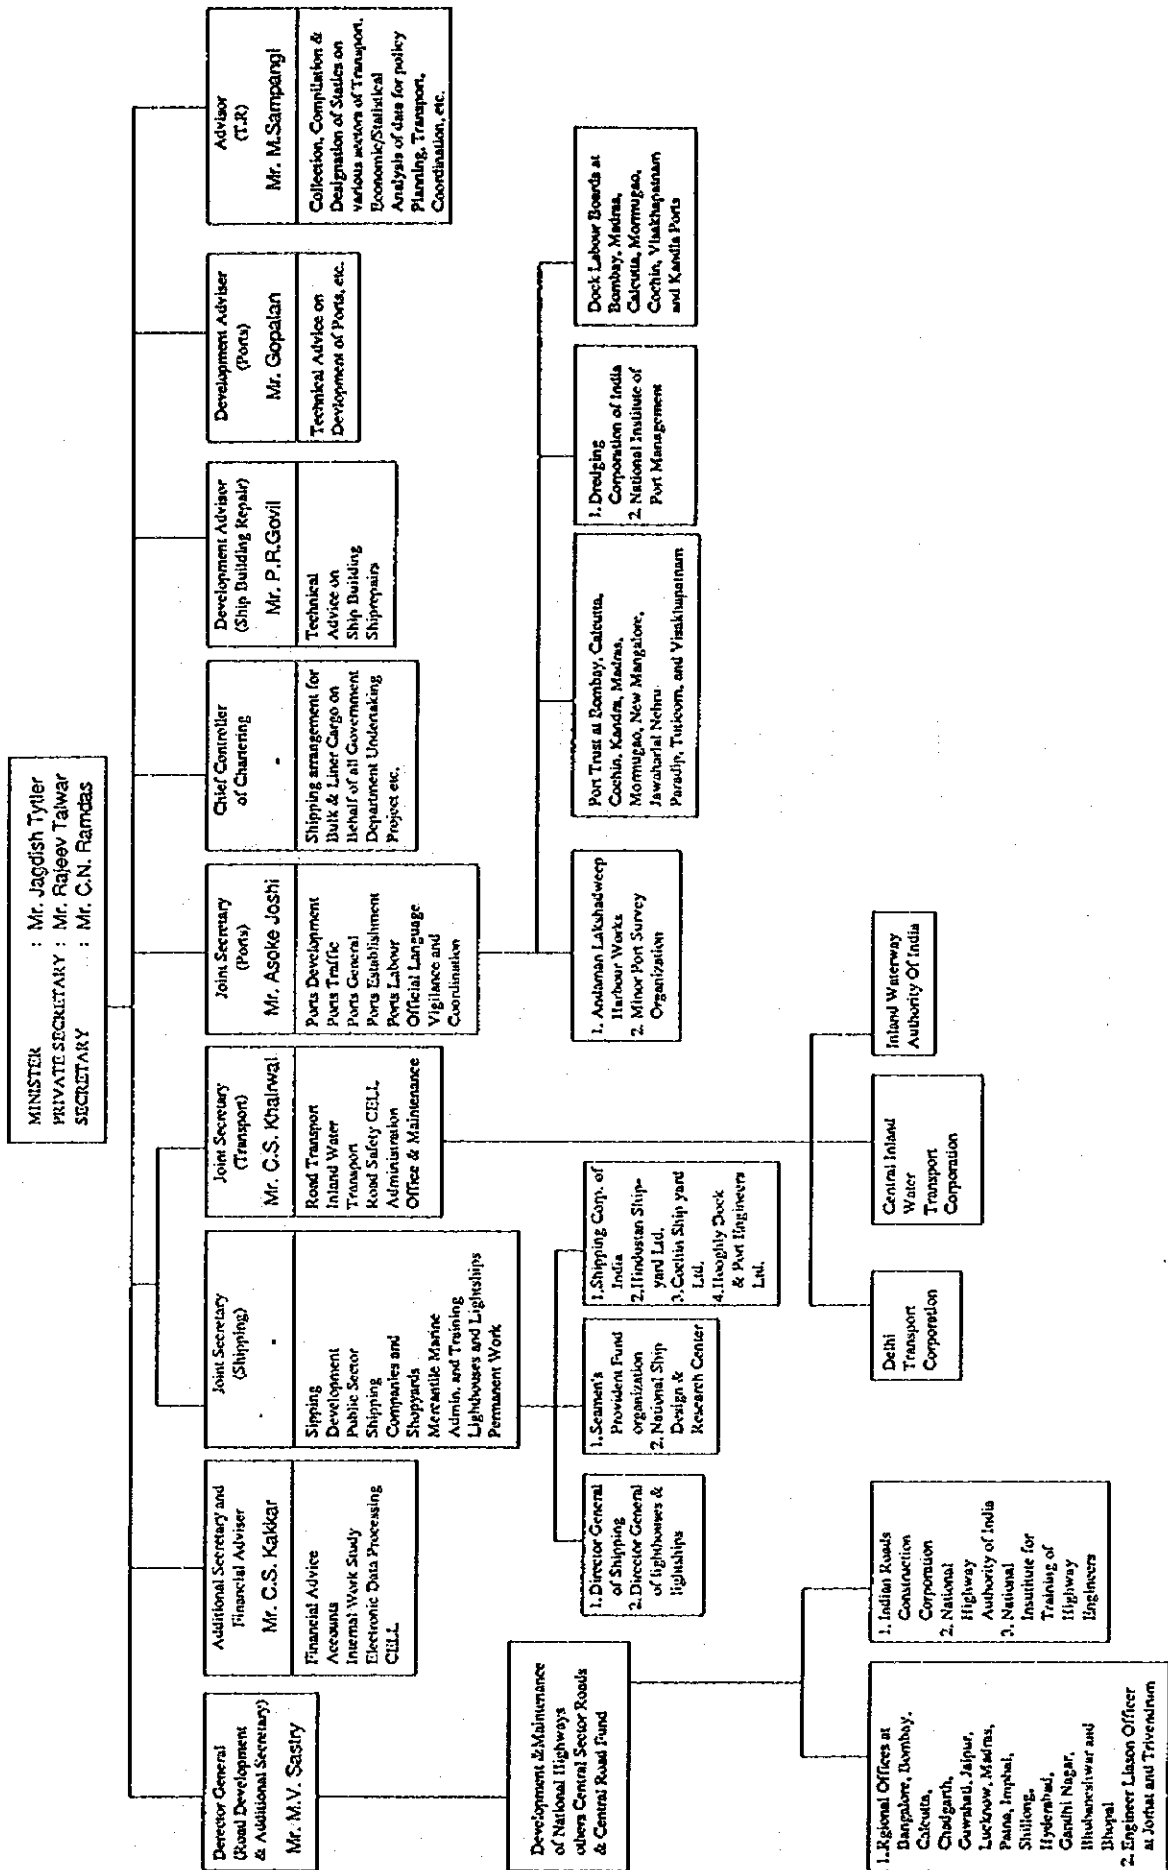 MINISTER : Mr. Jagdish Tytler
PRIVATE SECRETARY : Mr. Rajeev Talwar
SECRETARY : Mr. C.N. Ramdas
Derector General
(Road Development
& Additional Secretary)
Mr. M.V. Sastry
Additional Secretary and
Financial Adviser
Mr. C.S. Kakkar
Financial Advice
Accounts
Internal Work Study
Electronic Data Processing
CELL
Joint Secretary
(Shipping)
-
Sipping
Development
Public Sector
Shipping
Companies and
Shopyards
Mercantile Marine
Admin. and Training
Lighthouses and Lightships
Permanent Work
Joint Secretary
(Transport)
Mr. C.S. Khairwal
Road Transport
Inland Water
Transport
Road Safety CELL
Administration
Office & Maintenance
Joint Secretary
(Ports)
Mr. Asoke Joshi
Ports Development
Ports Traffic
Ports General
Ports Establishment
Ports Labour
Official Language
Vigilance and
Coordination
Chief Controller
of Chartering
-
Shipping arrangement for
Bulk & Liner Cargo on
Behalf of all Government
Department Undertaking
Project etc.
Development Advisor
(Ship Building Repair)
Mr. P.R.Govil
Technical
Advice on
Ship Building
Shiprepairs
Development Adviser
(Ports)
Mr. Gopalan
Technical Advice on
Devlopment of Ports, etc.
Advisor
(T.R)
Mr. M.Sampangi
Collection, Compilation &
Designation of Statics on
various sectors of Transport.
Economic/Statistical
Analysis of data for policy
Planning, Transport,
Coordination, etc.
Development & Maintenance
of National Highways
others Central Sector Roads
& Central Road Fund
1. Director General
of Shipping
2. Director General
of lighthouses &
lightships
1. Seamen's
Provident Fund
organization
2. National Ship
Design &
Research Center
1. Shipping Corp. of
India
2. Hindustan Ship-
yard Ltd.
3. Cochin Ship yard
Ltd.
4. Hooghly Dock
& Port Engineers
Ltd.
1. Andaman Lakshadweep
Harbour Works
2. Minor Port Survey
Organization
Port Trust at Bombay, Calcutta,
Cochin, Kandra, Madras,
Mormugao, New Mangalore,
Jawaharlal Nehru
Paradip, Tuticom, and Visakhapatnam
1. Dredging
Corporation of India
2. National Institute of
Port Management
Dock Labour Boards at
Bombay, Madras,
Calcutta, Mormugao,
Cochin, Visakhapatnam
and Kandla Ports
1. Rgional Offices at
Bangalore, Bombay,
Calcutta,
Chadgarth,
Guwahati, Jaipur,
Lucknow, Madras,
Patna, Imphal,
Shillong,
Hyderabad,
Gandhi Nagar,
Bhubaneshwar and
Bhopal
2. Engineer Liason Officer
at Jorhat and Trivendrum
1. Indian Roads
Construction
Corporation
2. National
Highway
Authority of India
3. National
Insutitute for
Training of
Highway
Engineers
Delhi
Transport
Corporation
Central Inland
Water
Transport
Corporation
Inland Waterway
Authority Of India